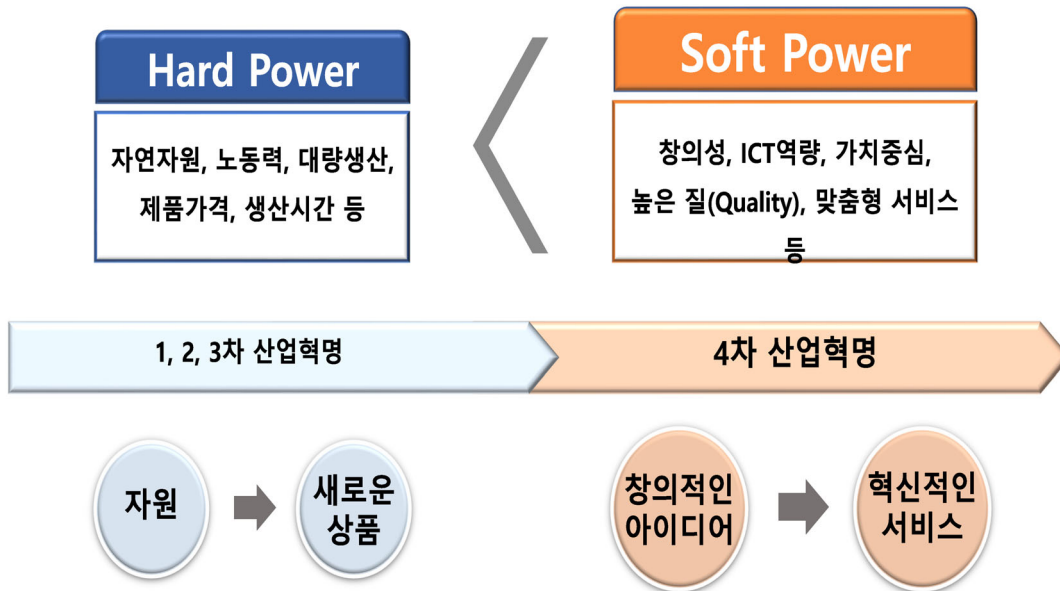 Hard Power
자연자원, 노동력, 대량생산,
제품가격, 생산시간 등
Soft Power
창의성, ICT역량, 가치중심,
높은 질(Quality), 맞춤형 서비스
등
1, 2, 3차 산업혁명
4차 산업혁명
자원
새로운
상품
창의적인
아이디어
혁신적인
서비스